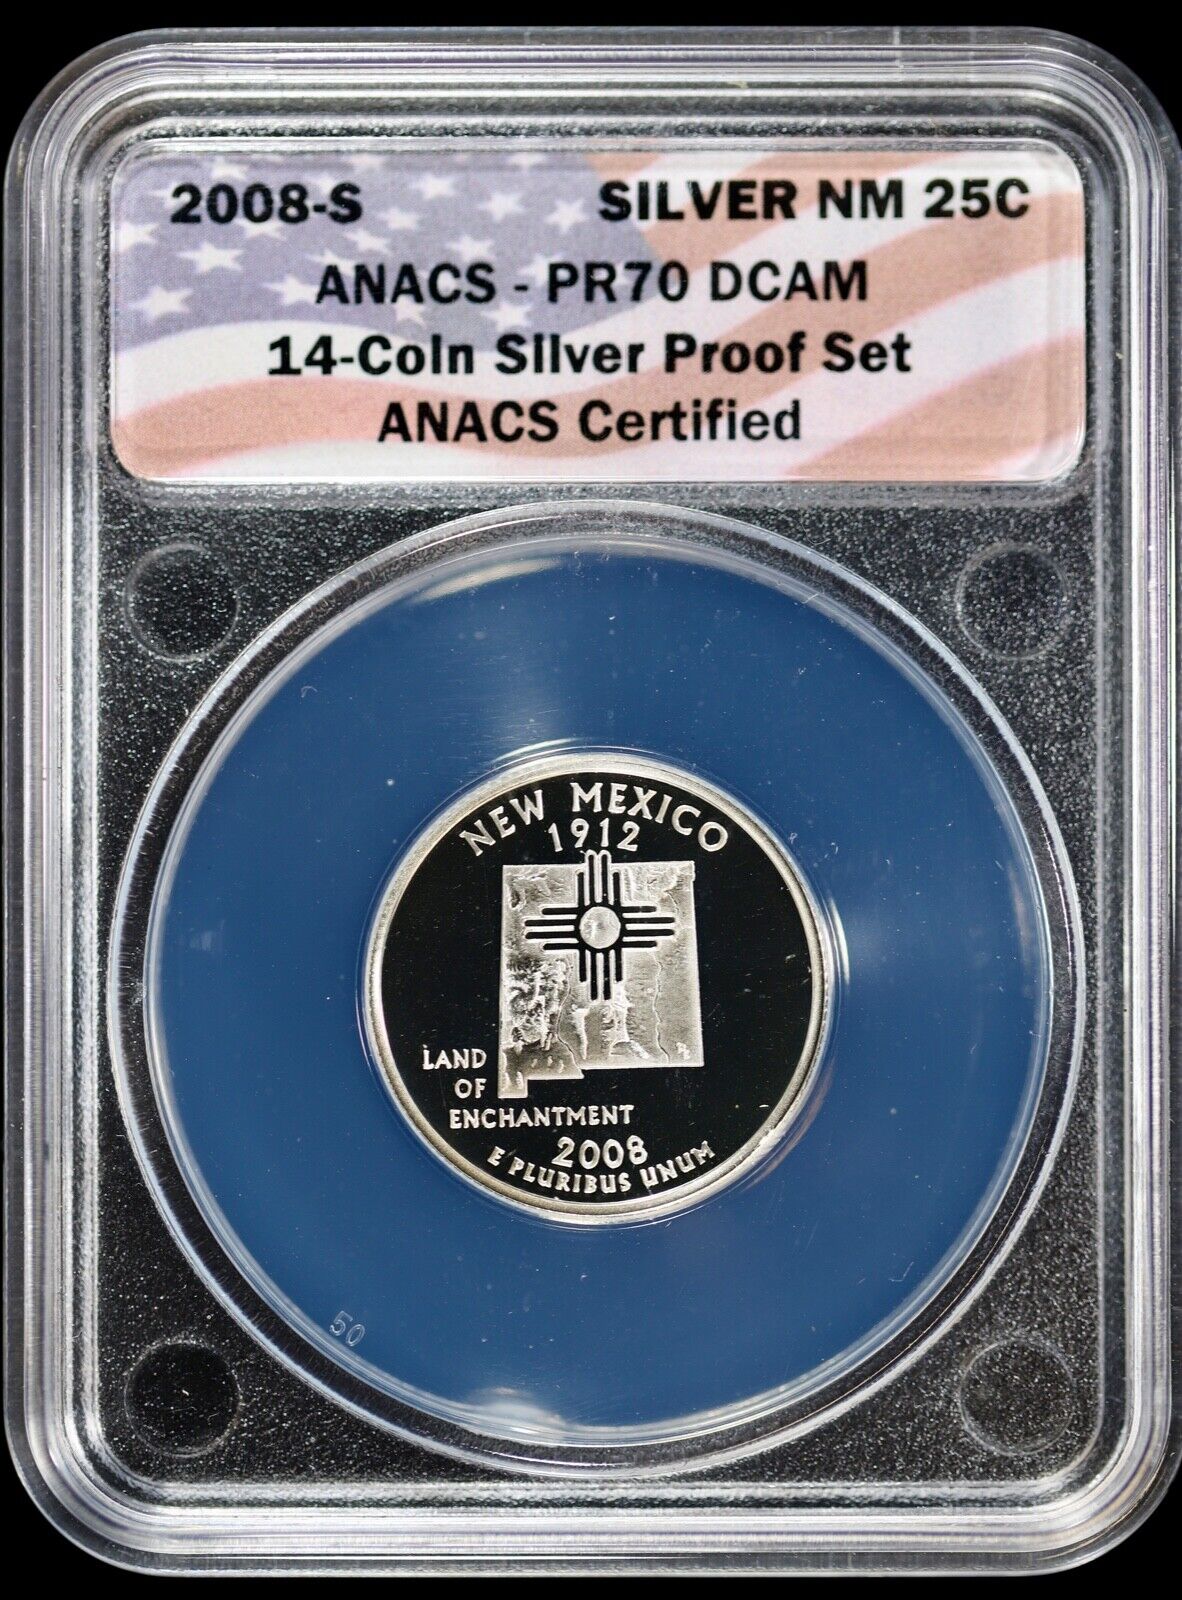 2008-S SILVER NM 25C
ANACS - PR70 DCAM
14-Coin Silver Proof Set
ANACS Certified
NEW MEXICO
1912
LAND
OF
ENCHANTMENT
2008
E PLURIBUS UNUM
50